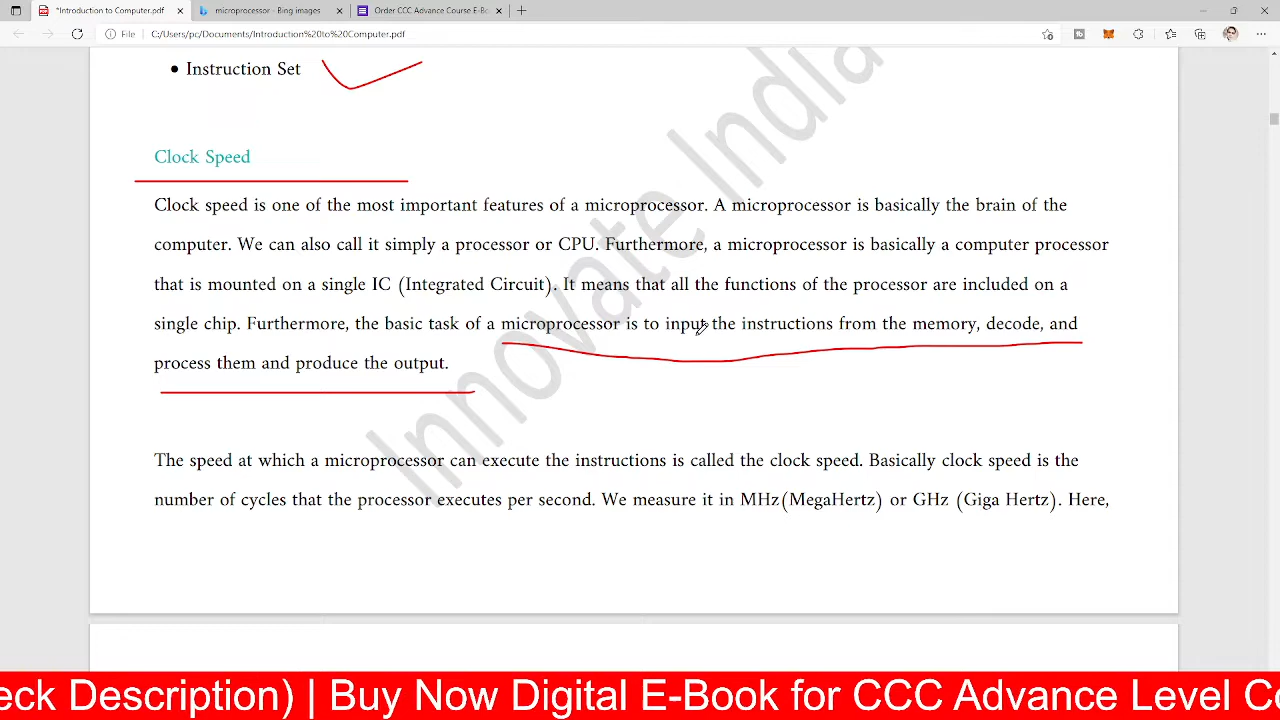 *Introduction to Computer.pdf
microprocessor - Bing images
Order CCC Advance Course E-Bo
File
C:/Users/pc/Documents/Introduction%20to%20Computer.pdf
• Instruction Set
Clock Speed
Clock speed is one of the most important features of a microprocessor. A microprocessor is basically the brain of the
computer. We can also call it simply a processor or CPU. Furthermore, a microprocessor is basically a computer processor
that is mounted on a single IC (Integrated Circuit). It means that all the functions of the processor are included on a
single chip. Furthermore, the basic task of a microprocessor is to input the instructions from the memory, decode, and
process them and produce the output.
The speed at which a microprocessor can execute the instructions is called the clock speed. Basically clock speed is the
number of cycles that the processor executes per second. We measure it in MHz(MegaHertz) or GHz (Giga Hertz). Here,
Innovate India
eck Description) | Buy Now Digital E-Book for CCC Advance Level Co